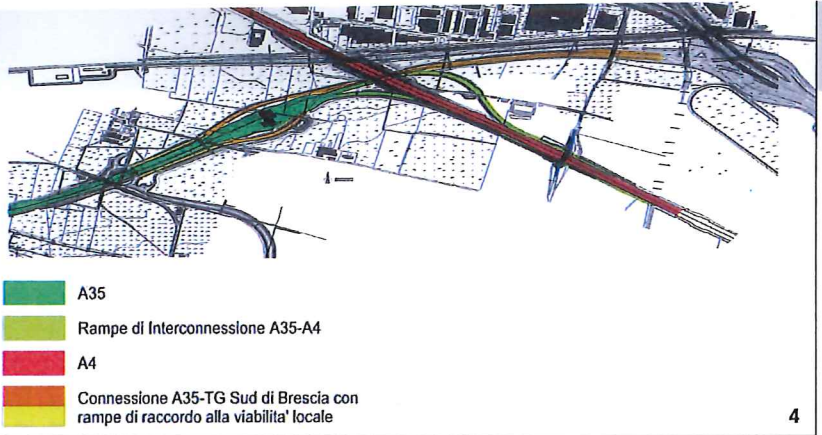 A35
Rampe di Interconnessione A35-A4
A4
Connessione A35-TG Sud di Brescia con
rampe di raccordo alla viabilita' locale
4